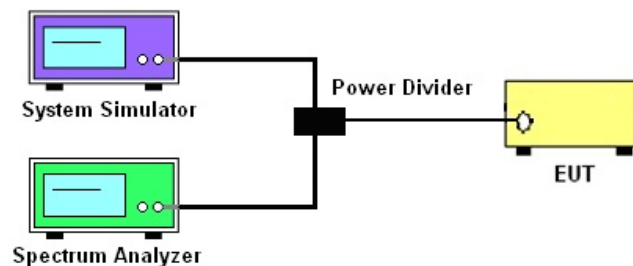 System Simulator
Power Divider
EUT
Spectrum Analyzer